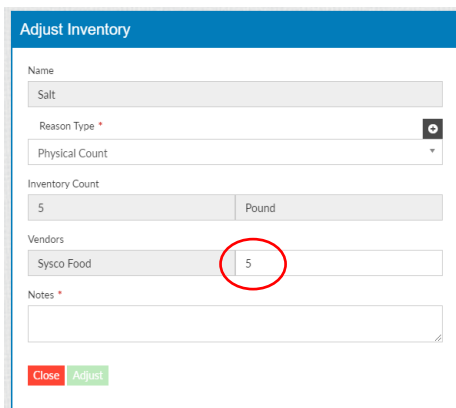 Adjust Inventory
Name
Salt
Reason Type *
Physical Count
Inventory Count
5 Pound
Vendors
Sysco Food 5
Notes *
Close Adjust